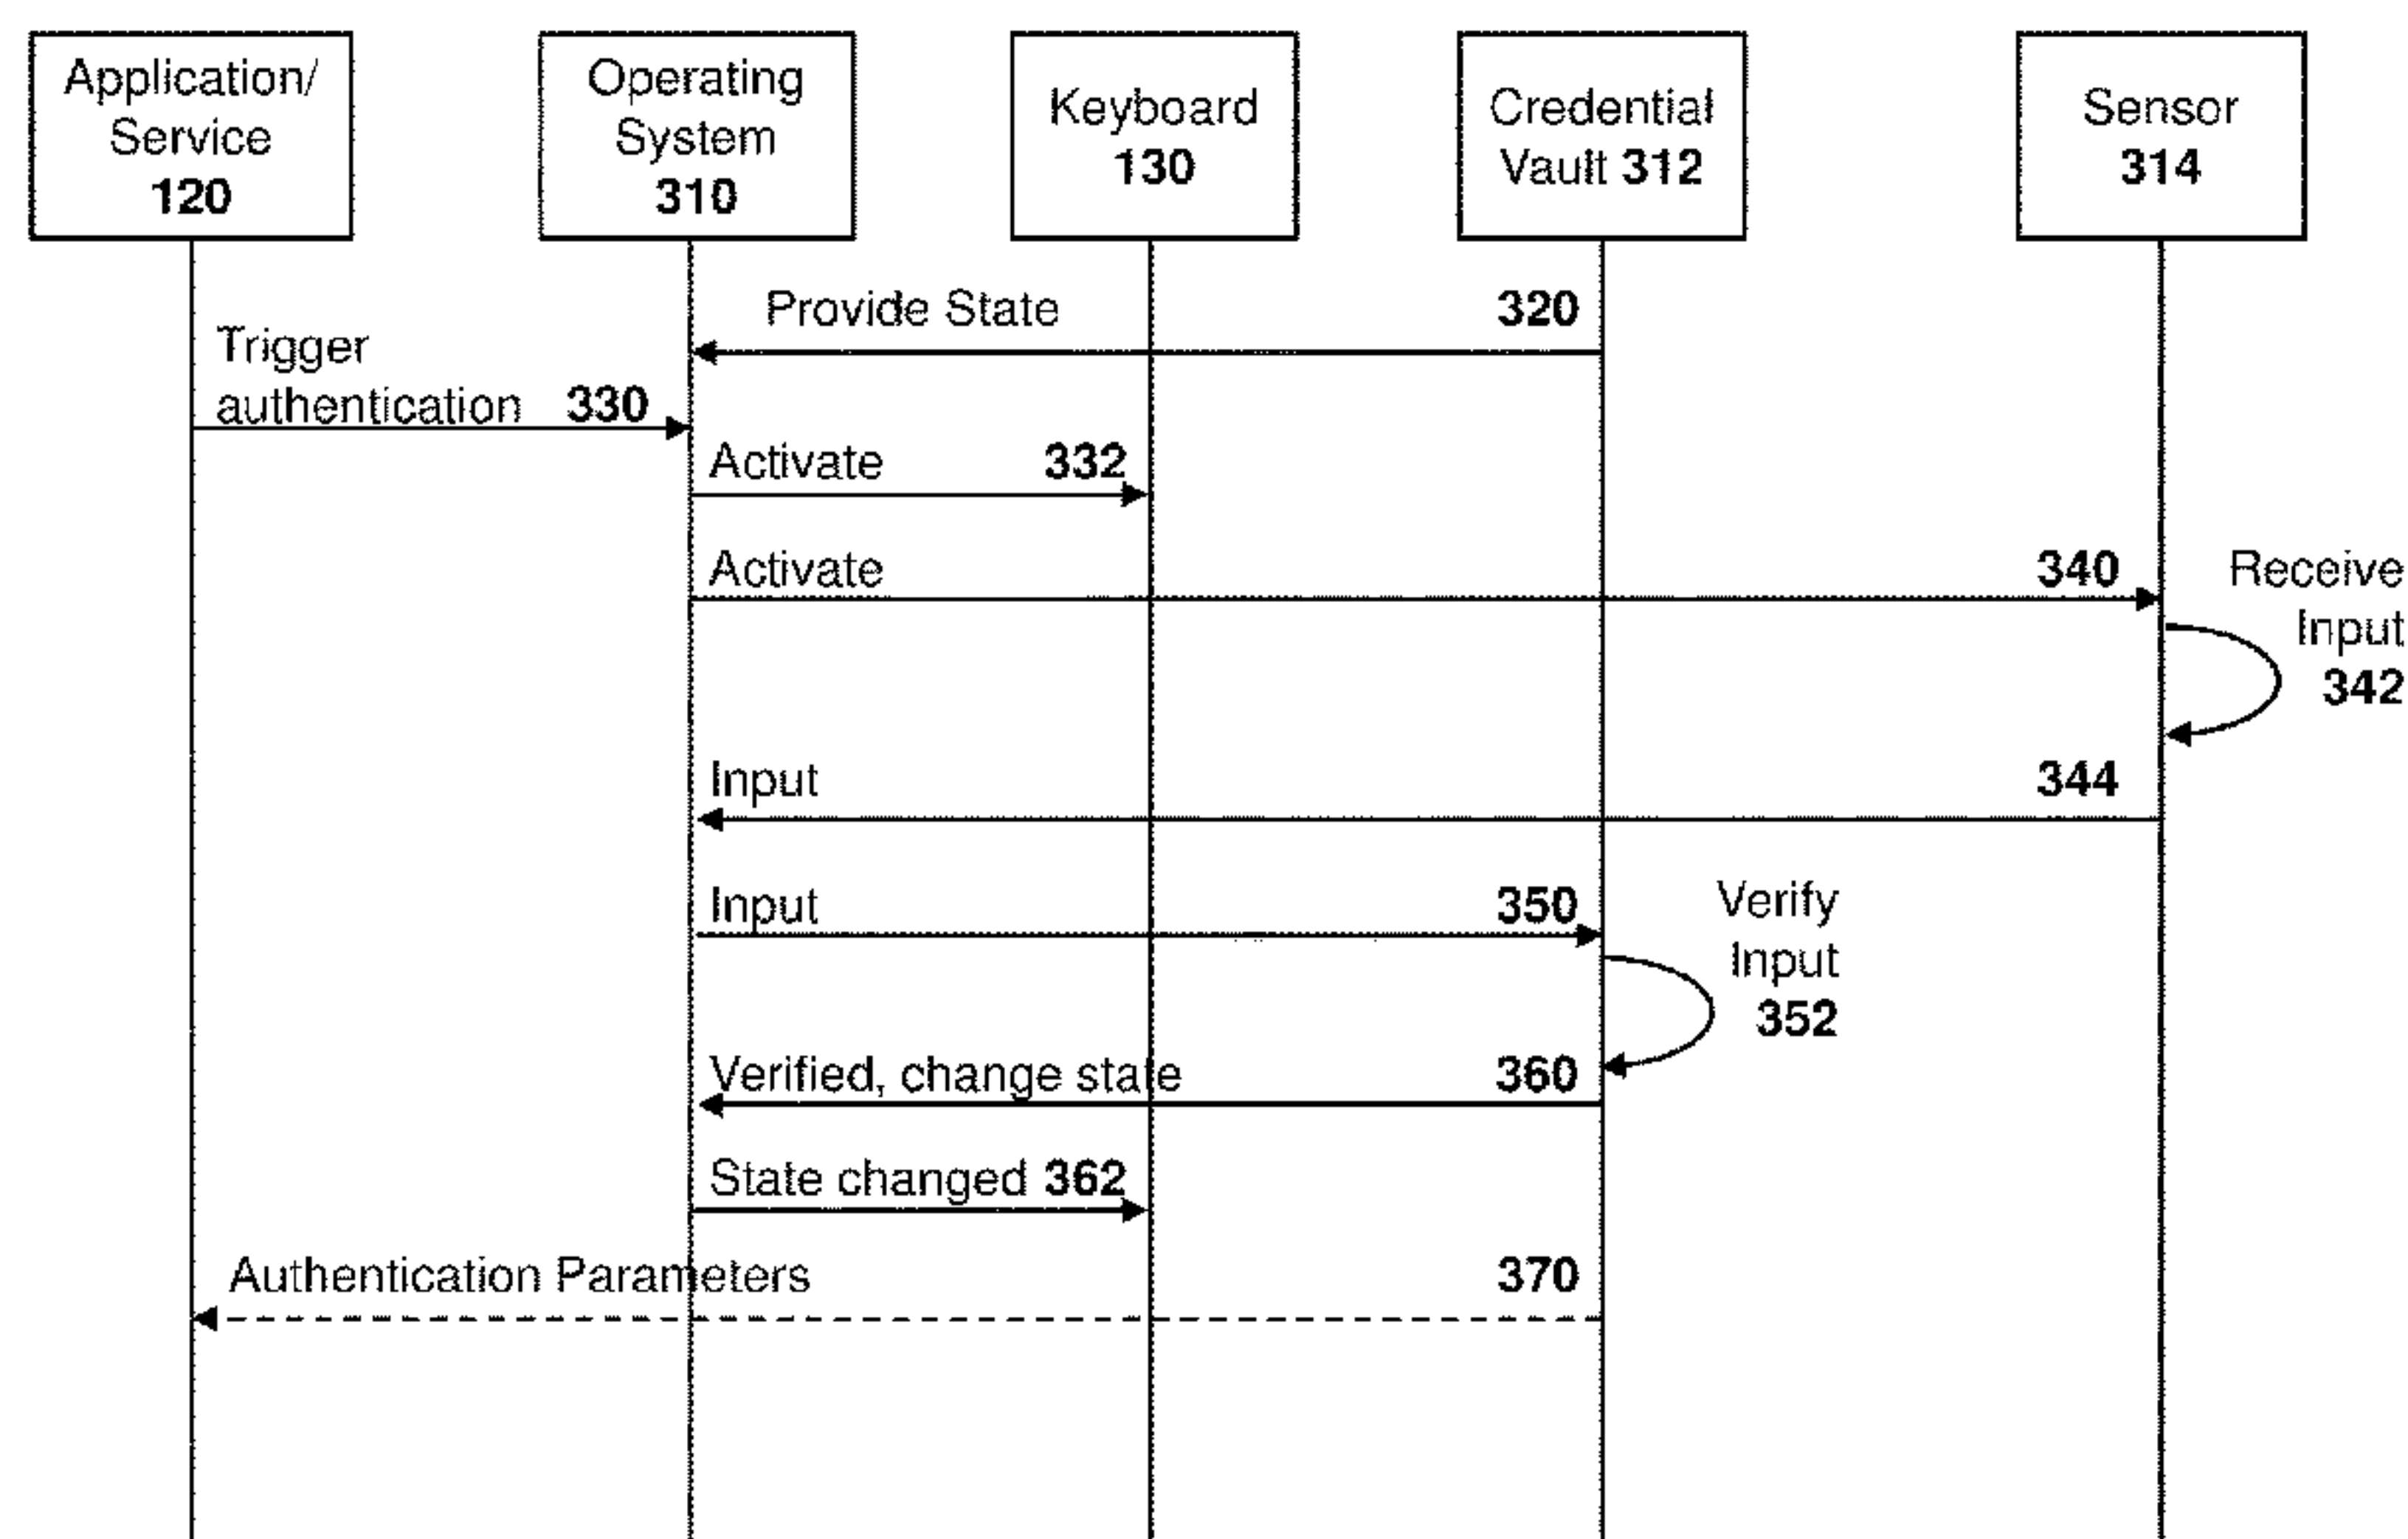 Application/
Service
120
Operating
System
310
Keyboard
130
Credential
Vault 312
Sensor
314
Provide State 320
Trigger
authentication 330
Activate 332
Activate 340
Receive
Input
342
Input 344
Input 350
Verify
Input
352
Verified, change state 360
State changed 362
Authentication Parameters 370